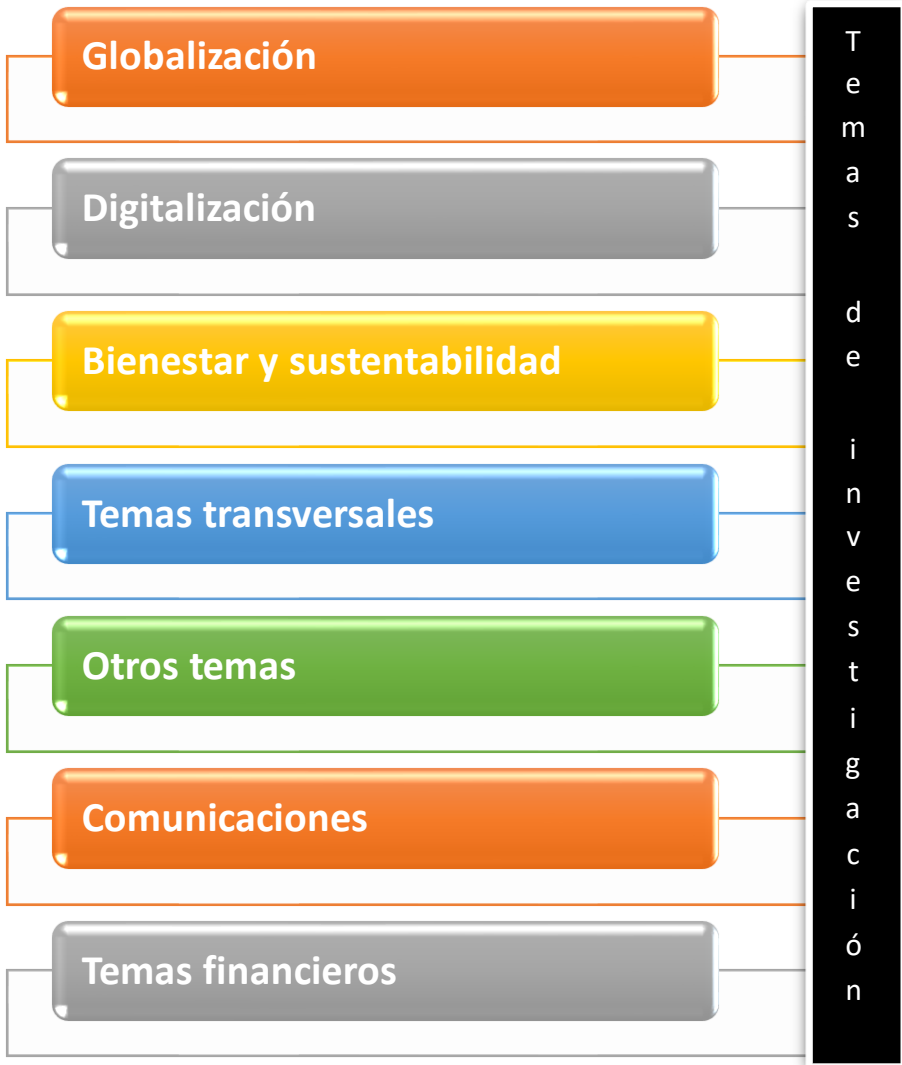 Globalización
Digitalización
Bienestar y sustentabilidad
Temas transversales
Otros temas
Comunicaciones
Temas financieros
Temas de investigación